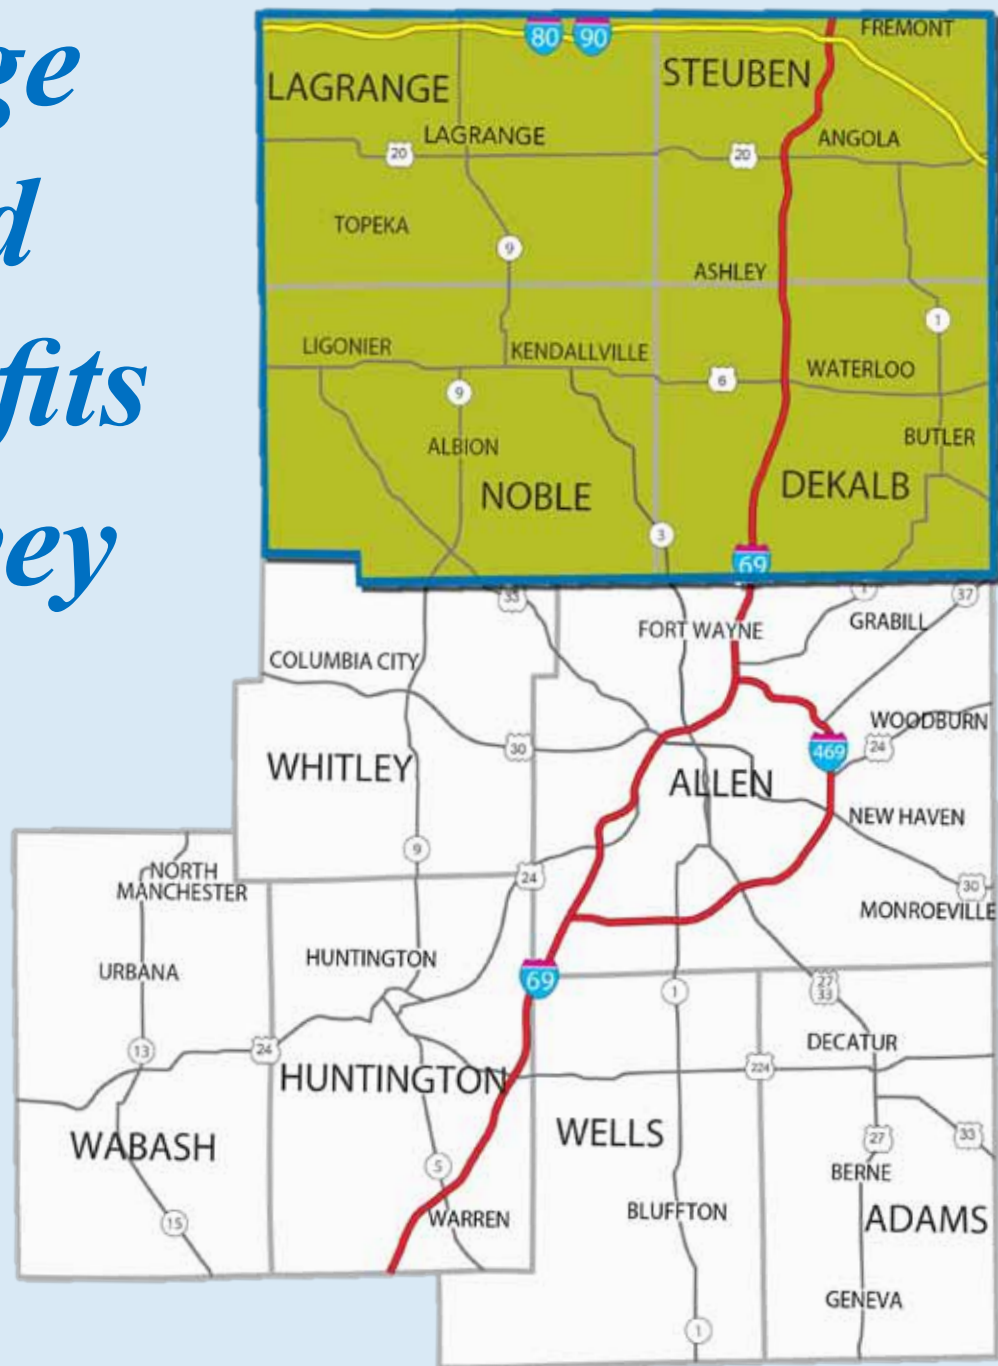 ge
d
fits
ey
80 90
FREMONT
LAGRANGE
STEUBEN
LAGRANGE
20
20
ANGOLA
TOPEKA
9
ASHLEY
1
LIGONIER
KENDALLVILLE
6
WATERLOO
9
ALBION
BUTLER
NOBLE
DEKALB
3
69
33
1
37
FORT WAYNE
GRABILL
COLUMBIA CITY
WOODBURN
30
469
24
WHITLEY
ALLEN
NEW HAVEN
9
24
30
NORTH
MANCHESTER
MONROEVILLE
URBANA
HUNTINGTON
69
1
27
33
13
24
DECATUR
224
HUNTINGTON
WABASH
WELLS
27
33
5
BERNE
15
WARREN
BLUFFTON
ADAMS
GENEVA
1